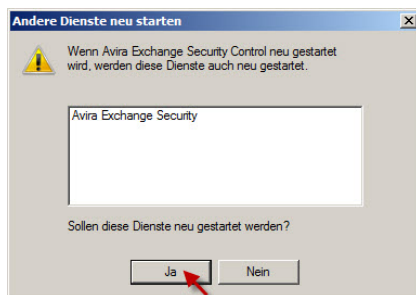 Andere Dienste neu starten
Wenn Avira Exchange Security Control neu gestartet
wird, werden diese Dienste auch neu gestartet.
Avira Exchange Security
Sollen diese Dienste neu gestartet werden?
Ja
Nein